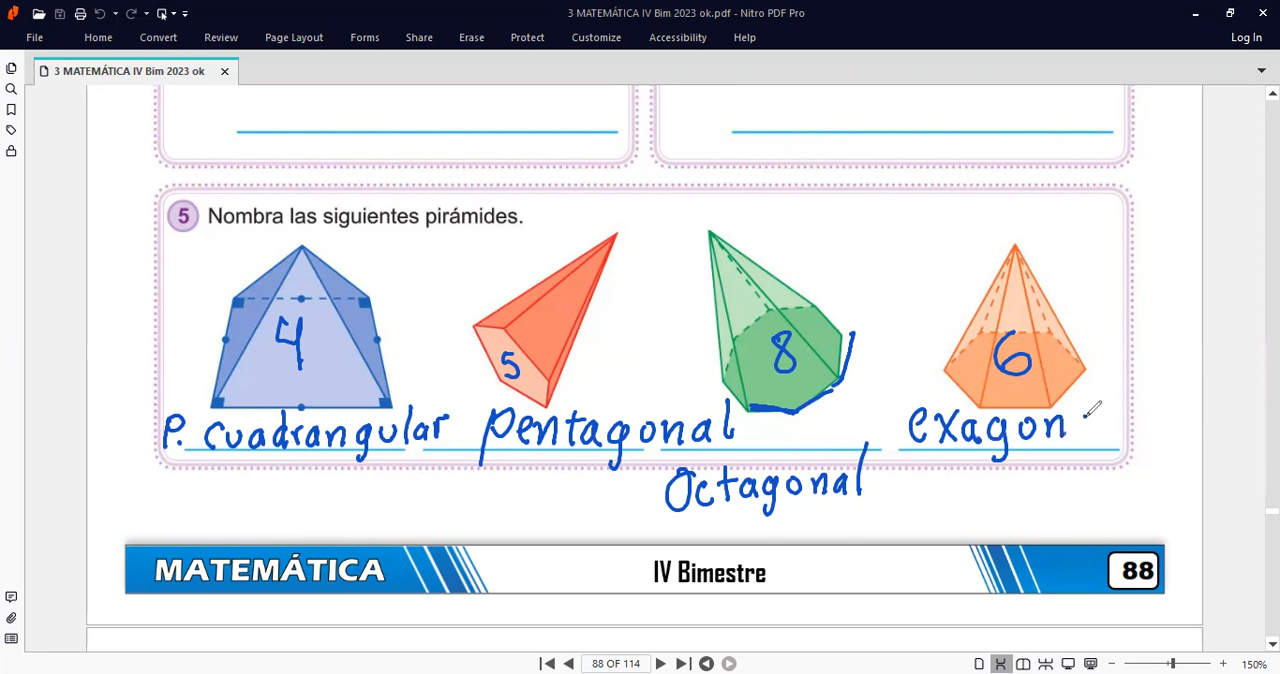 3 MATEMÁTICA IV Bim 2023 ok.pdf - Nitro PDF Pro
File Home Convert Review Page Layout Forms Share Erase Protect Customize Accessibility Help Log In
3 MATEMÁTICA IV Bim 2023 ok
5 Nombra las siguientes pirámides.
4 5 8 6
P. cuadrangular pentagonal exagon
Octagonal
MATEMÁTICA IV Bimestre 88
88 OF 114 150%